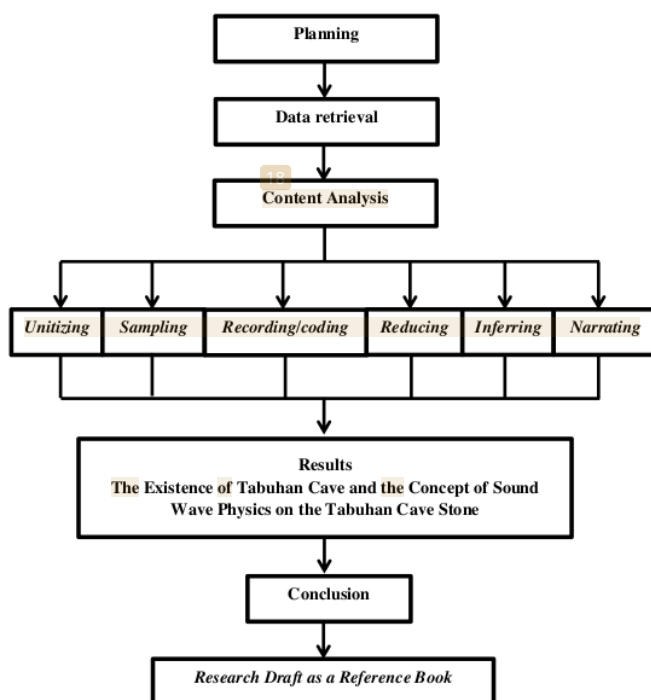 Planning
Data retrieval
18
Content Analysis
Unitizing
Sampling
Recording/coding
Reducing
Inferring
Narrating
Results
The Existence of Tabuhan Cave and the Concept of Sound
Wave Physics on the Tabuhan Cave Stone
Conclusion
Research Draft as a Reference Book